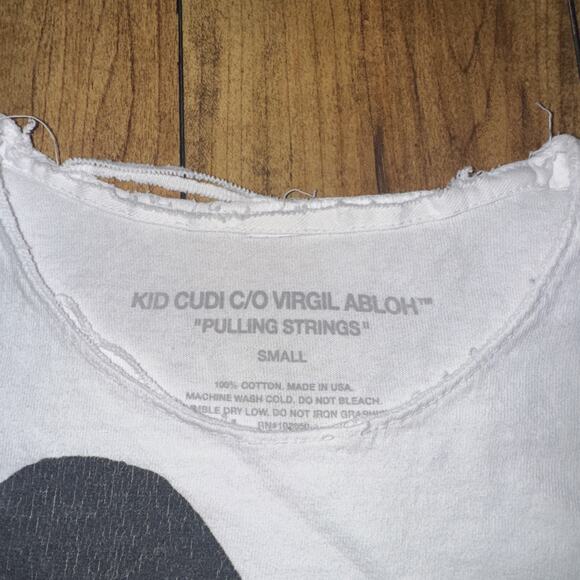 KID CUDI C/O VIRGIL ABLOH™
"PULLING STRINGS"
SMALL
100% COTTON. MADE IN USA.
MACHINE WASH COLD. DO NOT BLEACH.
DRY LOW. DO NOT IRON